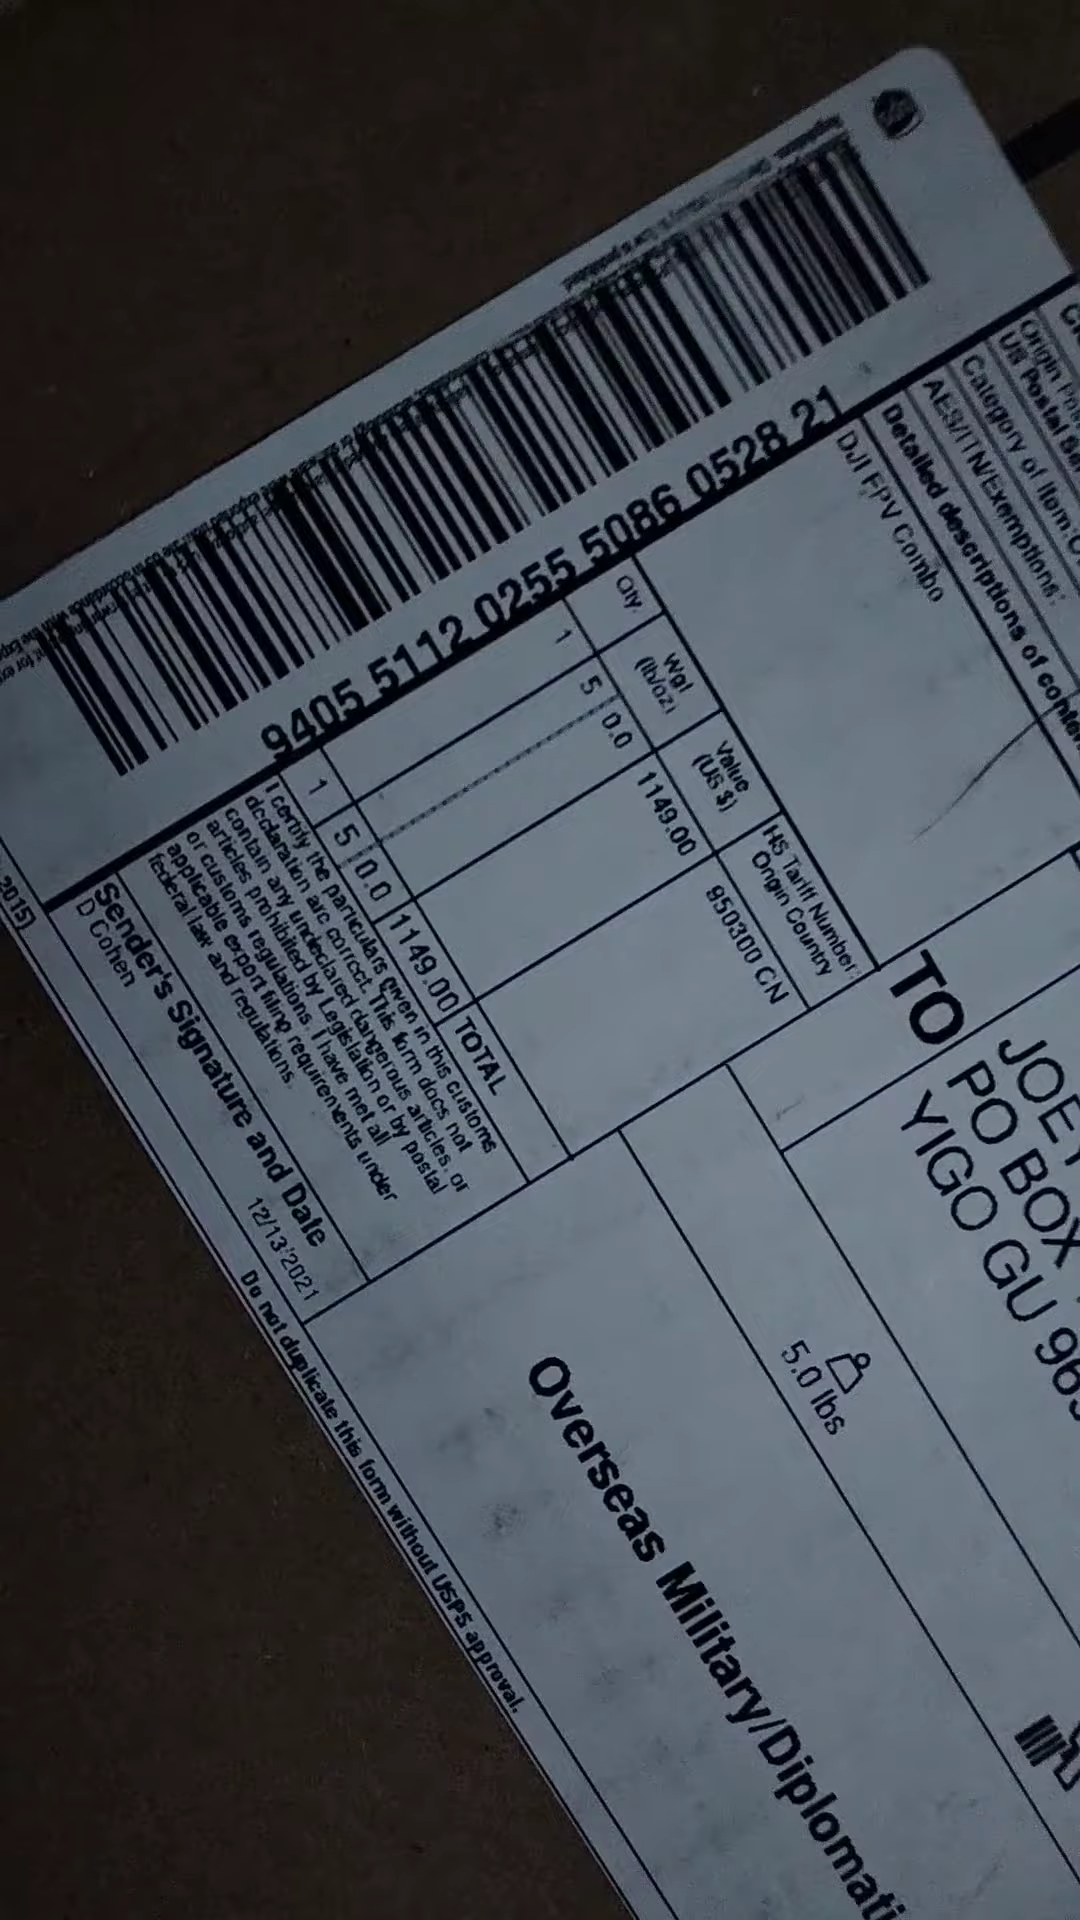 9405 5112 0255 5086 0528 21
US Postal
Category of Item:
AES/ITN/Exemptions:
Detailed descriptions of
DJI FPV Combo
Qty.
Wgt
(lb/oz)
Value
(US $)
HS Tariff Number
Origin Country
1
5
0.0
1149.00
950300 CN
1
5
0.0
1149.00
TOTAL
I certify the particulars given in this customs
declaration are correct. This form does not
contain any undeclared dangerous articles, or
articles prohibited by Legislation or by postal
or customs regulations. I have met all
applicable export filing requirements under
federal law and regulations.
Sender's Signature and Date
D Cohen
12/13/2021
2015)
Do not duplicate this form without USPS approval.
TO
JOEY
PO BOX
YIGO GU 969
5.0 lbs
Overseas Military/Diplomati